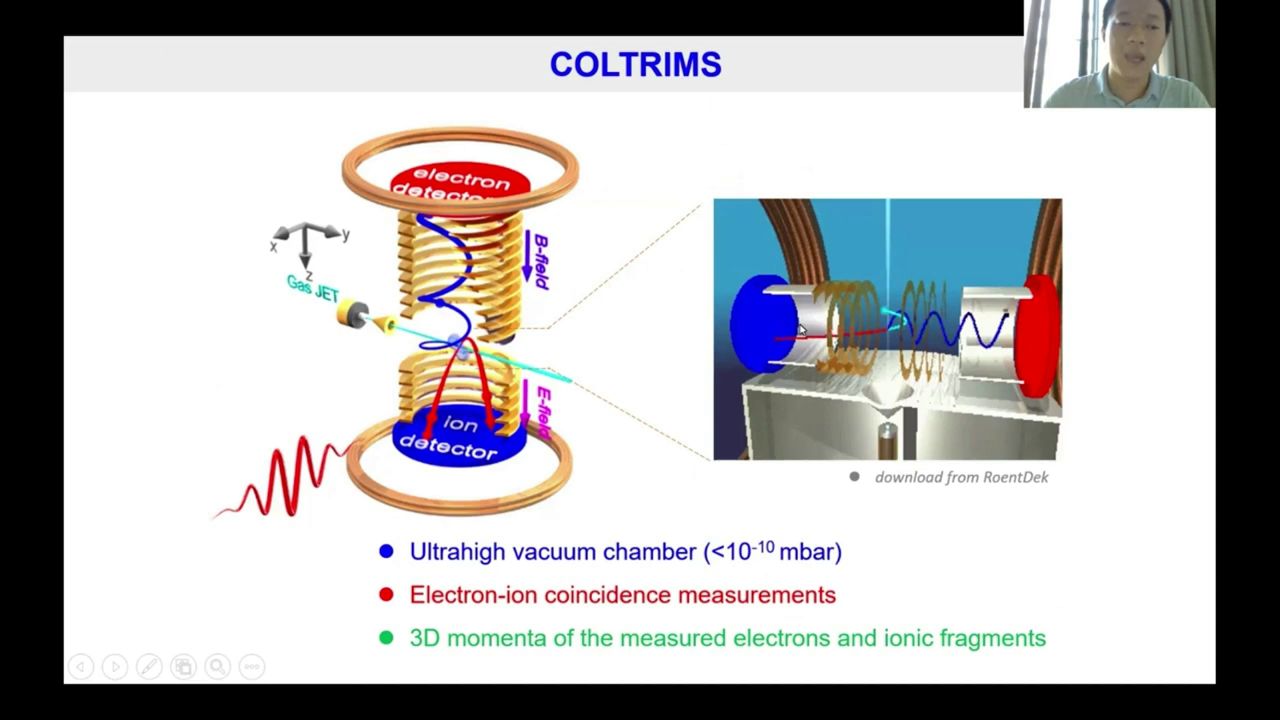 COLTRIMS
electron
detector
B-field
x
y
z
Gas JET
E-field
ion
detector
download from RoentDek
Ultrahigh vacuum chamber (<10⁻¹⁰ mbar)
Electron-ion coincidence measurements
3D momenta of the measured electrons and ionic fragments